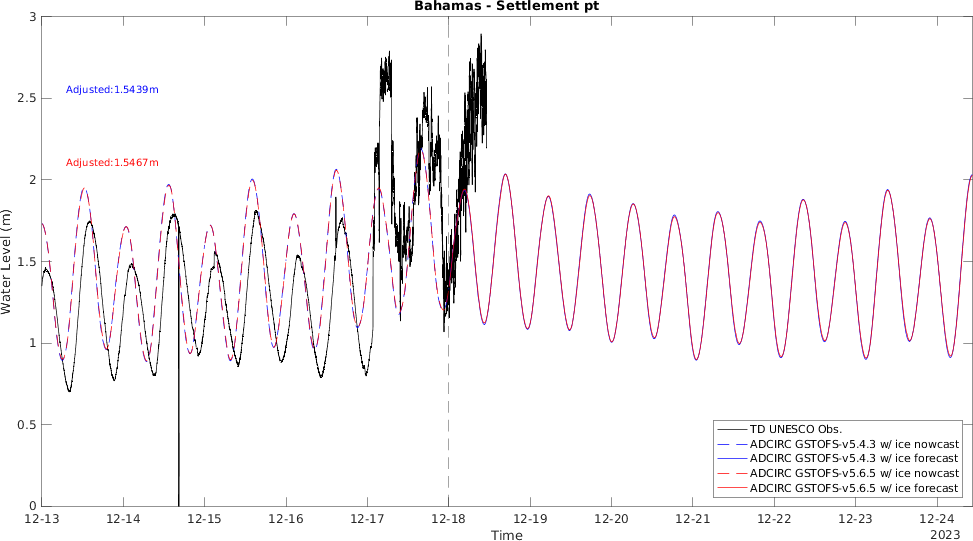 Bahamas - Settlement pt
3
2.5
2
1.5
1
0.5
0
Water Level (m)
Adjusted:1.5439m
Adjusted:1.5467m
TD UNESCO Obs.
ADCIRC GSTOFS-v5.4.3 w/ ice nowcast
ADCIRC GSTOFS-v5.4.3 w/ ice forecast
ADCIRC GSTOFS-v5.6.5 w/ ice nowcast
ADCIRC GSTOFS-v5.6.5 w/ ice forecast
12-13 12-14 12-15 12-16 12-17 12-18 12-19 12-20 12-21 12-22 12-23 12-24
2023
Time